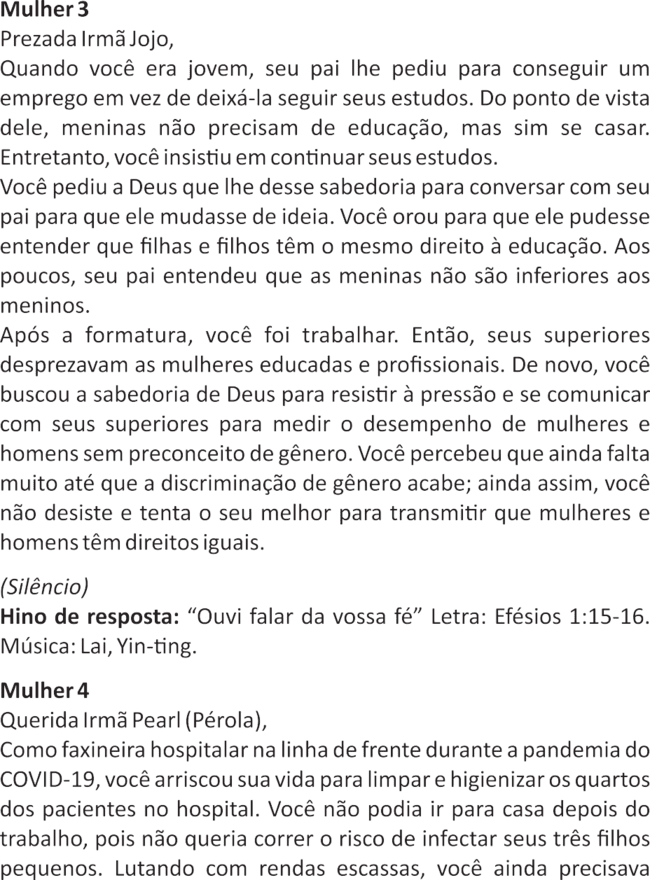 Mulher 3
Prezada Irmã Jojo,
Quando você era jovem, seu pai lhe pediu para conseguir um
emprego em vez de deixá-la seguir seus estudos. Do ponto de vista
dele, meninas não precisam de educação, mas sim se casar.
Entretanto, você insistiu em continuar seus estudos.
Você pediu a Deus que lhe desse sabedoria para conversar com seu
pai para que ele mudasse de ideia. Você orou para que ele pudesse
entender que filhas e filhos têm o mesmo direito à educação. Aos
poucos, seu pai entendeu que as meninas não são inferiores aos
meninos.
Após a formatura, você foi trabalhar. Então, seus superiores
desprezavam as mulheres educadas e profissionais. De novo, você
buscou a sabedoria de Deus para resistir à pressão e se comunicar
com seus superiores para medir o desempenho de mulheres e
homens sem preconceito de gênero. Você percebeu que ainda falta
muito até que a discriminação de gênero acabe; ainda assim, você
não desiste e tenta o seu melhor para transmitir que mulheres e
homens têm direitos iguais.
(Silêncio)
Hino de resposta: “Ouvi falar da vossa fé” Letra: Efésios 1:15-16.
Música: Lai, Yin-ting.
Mulher 4
Querida Irmã Pearl (Pérola),
Como faxineira hospitalar na linha de frente durante a pandemia do
COVID-19, você arriscou sua vida para limpar e higienizar os quartos
dos pacientes no hospital. Você não podia ir para casa depois do
trabalho, pois não queria correr o risco de infectar seus três filhos
pequenos. Lutando com rendas escassas, você ainda precisava